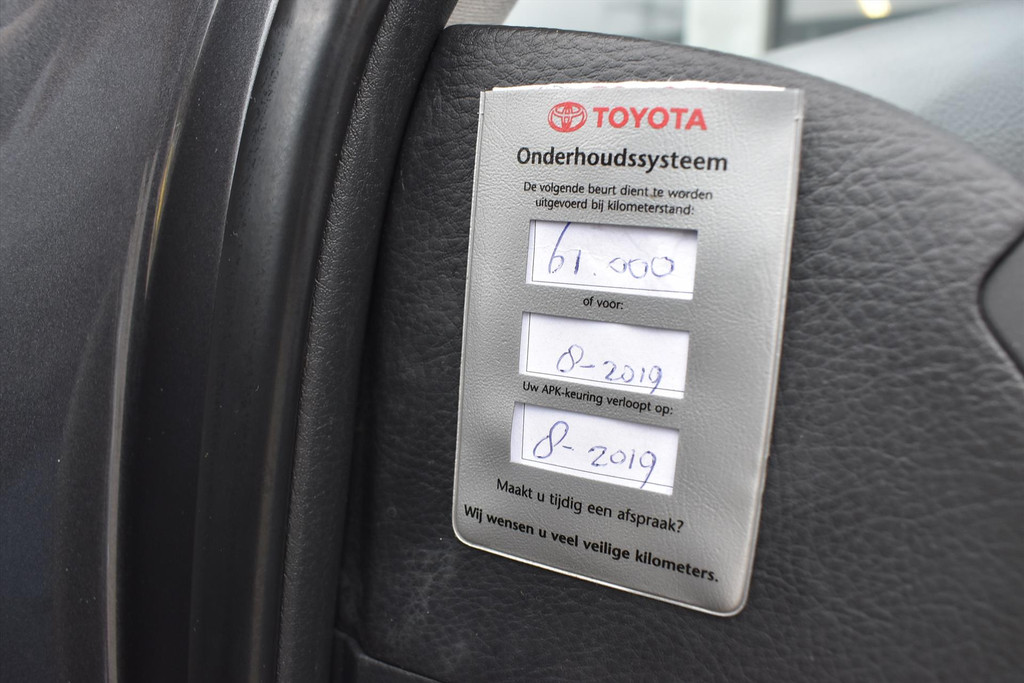 TOYOTA
Onderhoudssysteem
De volgende beurt dient te worden
uitgevoerd bij kilometerstand:
61.000
of voor:
8-2019
Uw APK-keuring verloopt op:
8-2019
Maakt u tijdig een afspraak?
Wij wensen u veel veilige kilometers.